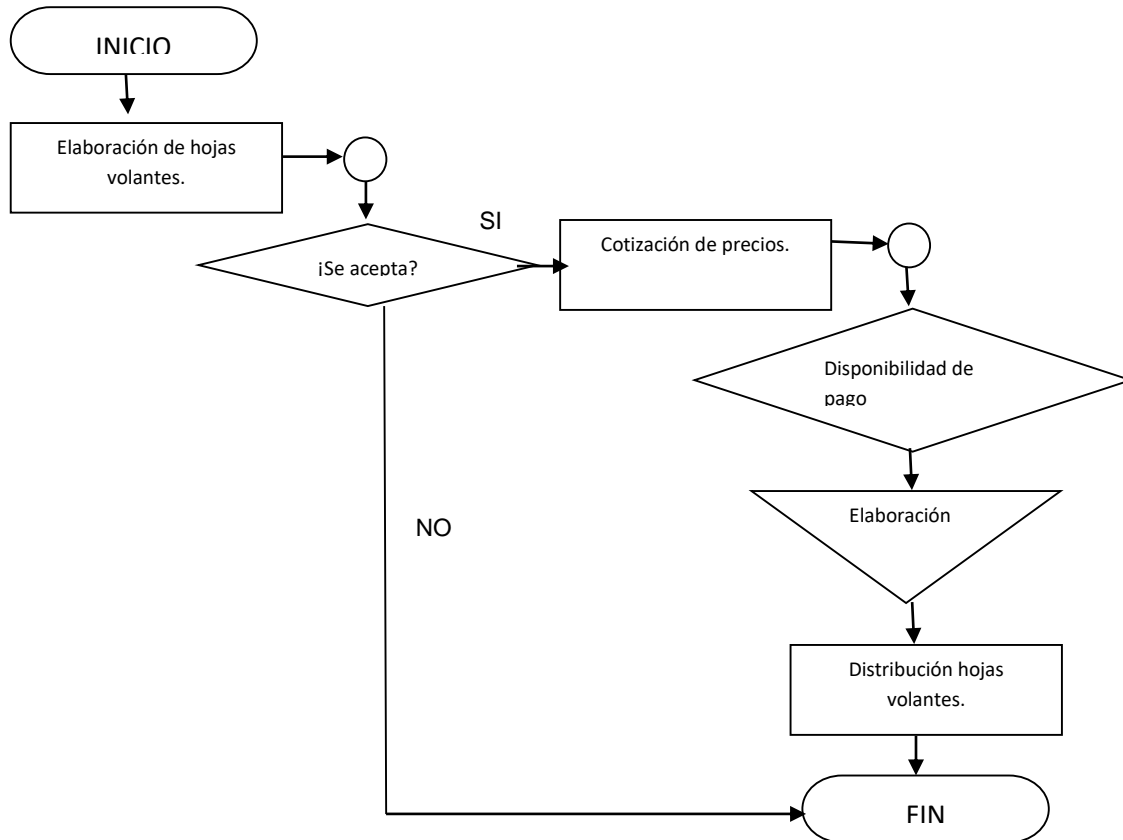 INICIO
Elaboración de hojas
volantes.
SI
¡Se acepta?
Cotización de precios.
Disponibilidad de
pago
Elaboración
NO
Distribución hojas
volantes.
FIN